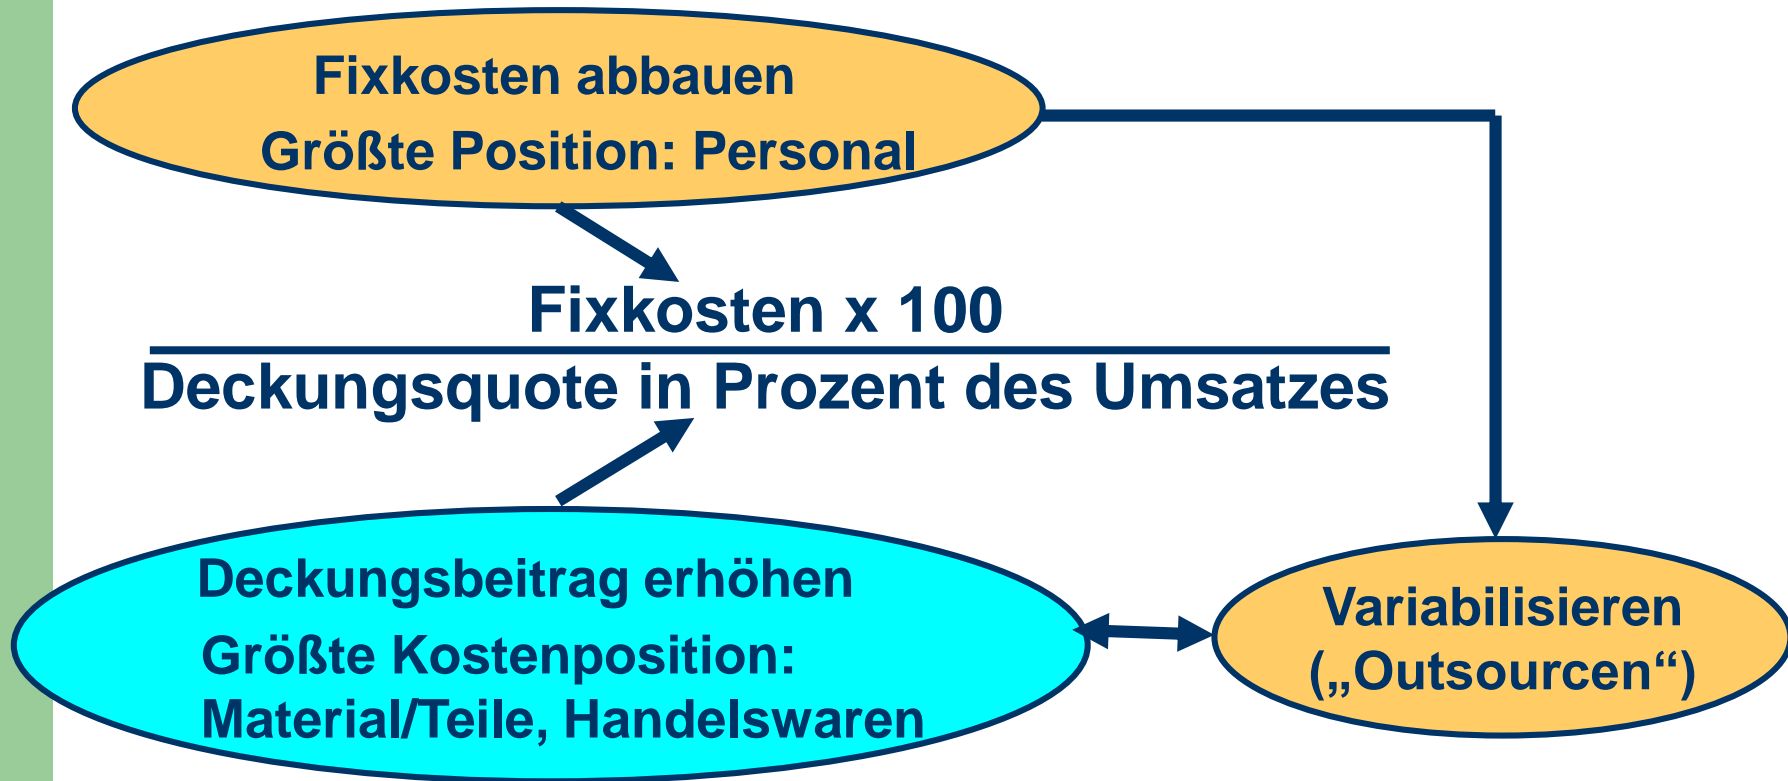 Fixkosten abbauen
Größte Position: Personal
Fixkosten x 100
Deckungsquote in Prozent des Umsatzes
Deckungsbeitrag erhöhen
Größte Kostenposition:
Material/Teile, Handelswaren
Variabilisieren
(„Outsourcen“)